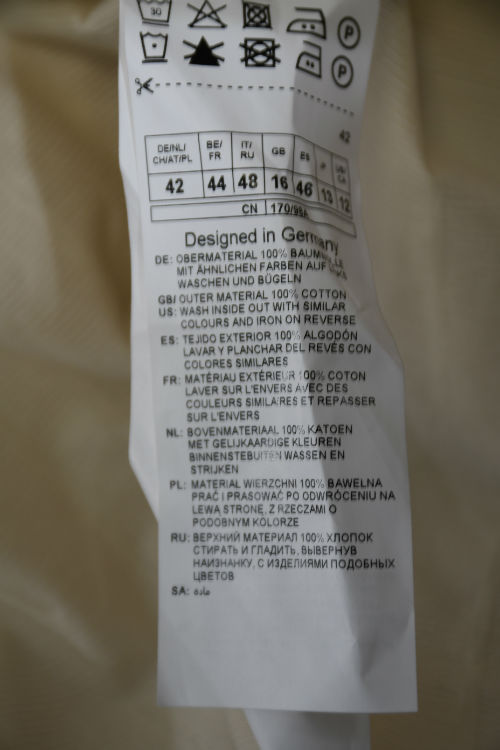 30
P
P
42
DE/NL/ CH/AT/PL BE/ FR IT/ RU GB ES
42 44 48 16 46 13 12
CN 170/98A
Designed in Germany
DE: OBERMATERIAL 100%
MIT ÄHNLICHEN FARBEN AUF
WASCHEN UND BÜGELN
GB/ OUTER MATERIAL 100% COTTON
US: WASH INSIDE OUT WITH SIMILAR
COLOURS AND IRON ON REVERSE
ES: TEJIDO EXTERIOR 100% ALGODÓN
LAVAR Y PLANCHAR DEL REVÉS CON
COLORES SIMILARES
FR: MATÉRIAU EXTÉRIEUR 100% COTON
LAVER SUR L'ENVERS AVEC DES
COULEURS SIMILAIRES ET REPASSER
SUR L'ENVERS
NL: BOVENMATERIAAL 100% KATOEN
MET GELIJKAARDIGE KLEUREN
BINNENSTEBUITEN WASSEN EN
STRIJKEN
PL: MATERIAL WIERZCHNI 100% BAWELNA
PRAĆ I PRASOWAĆ PO ODWRÓCENIU NA
LEWĄ STRONĘ, Z RZECZAMI O
PODOBNYM KOLORZE
RU: ВЕРХНИЙ МАТЕРИАЛ 100% ХЛОПОК
СТИРАТЬ И ГЛАДИТЬ, ВЫВЕРНУВ
НАИЗНАНКУ, С ИЗДЕЛИЯМИ ПОДОБНЫХ
ЦВЕТОВ
SA: مادة